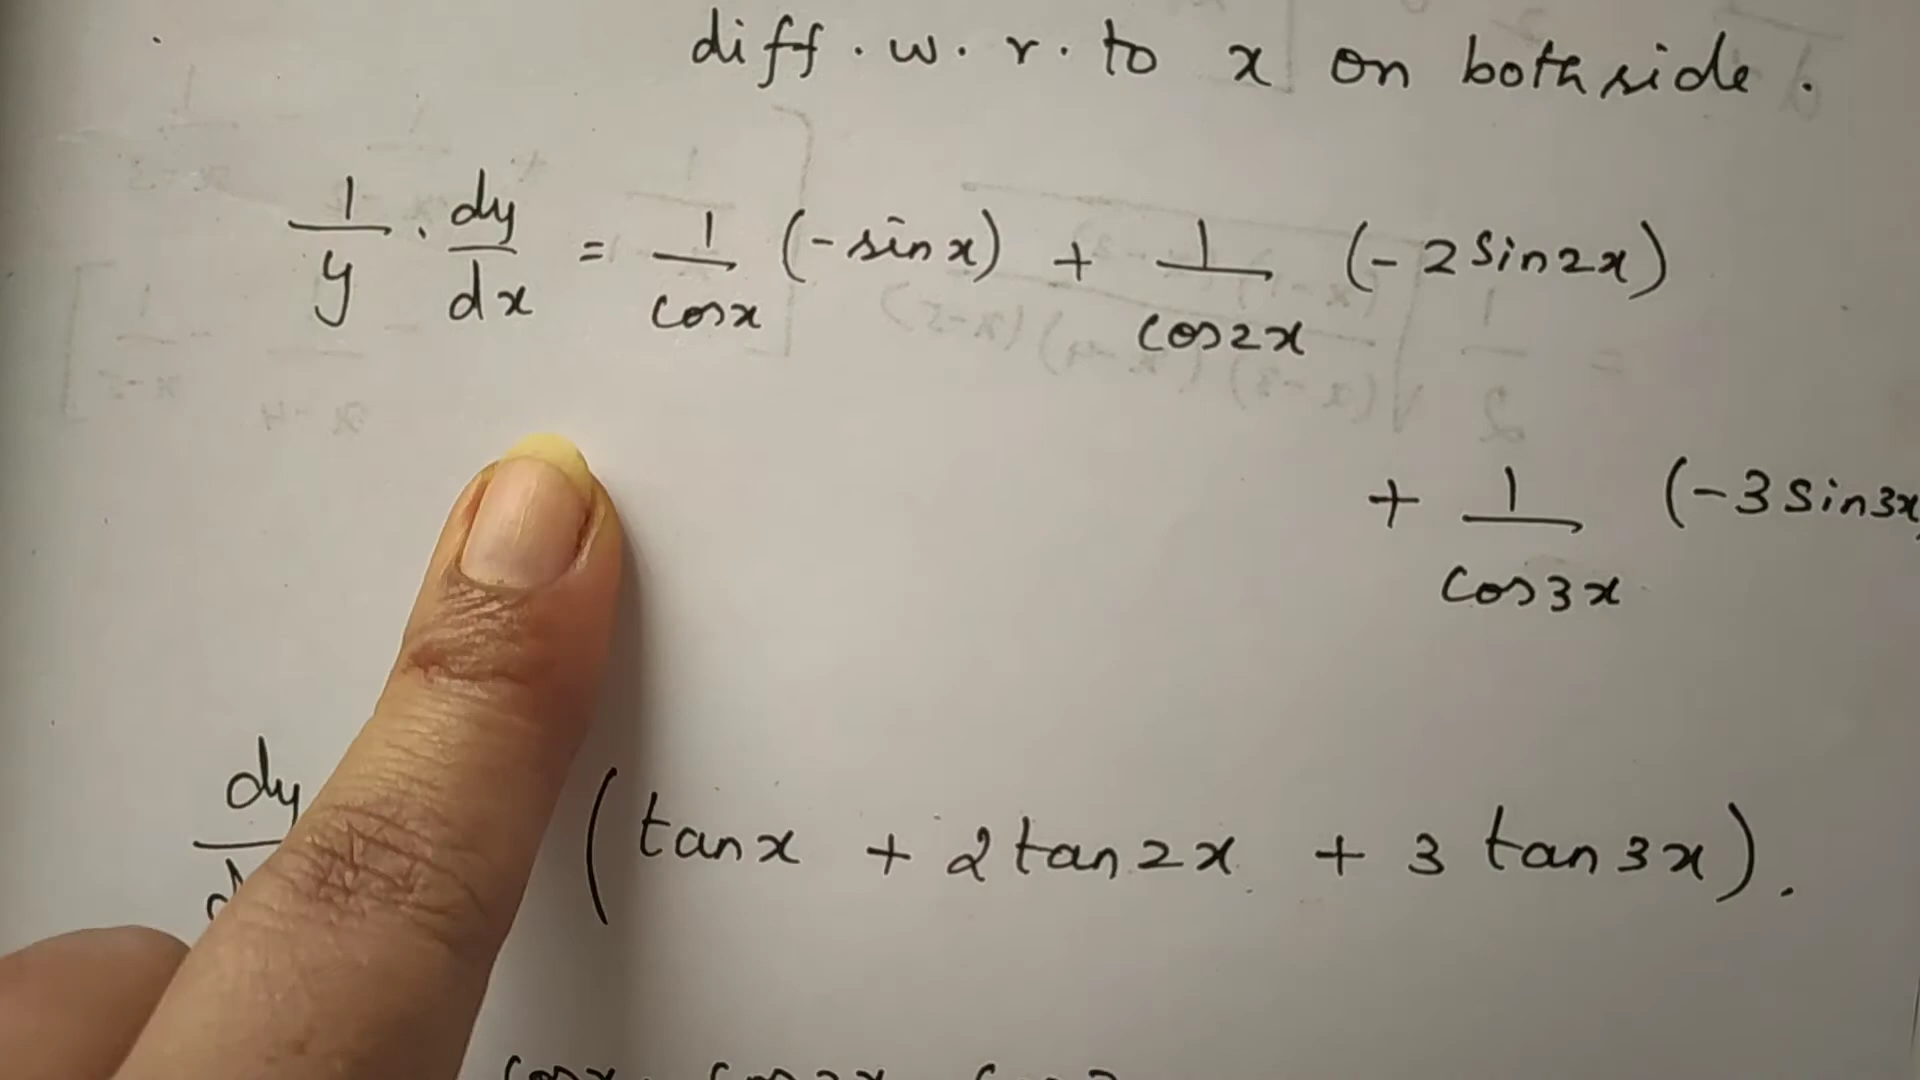 diff . w . r . to x on both side .
1/y . dy/dx = 1/cosx (-sinx) + 1/cos2x (-2sin2x)
+ 1/cos3x (-3sin3x
dy (tanx + 2tan2x + 3tan3x).